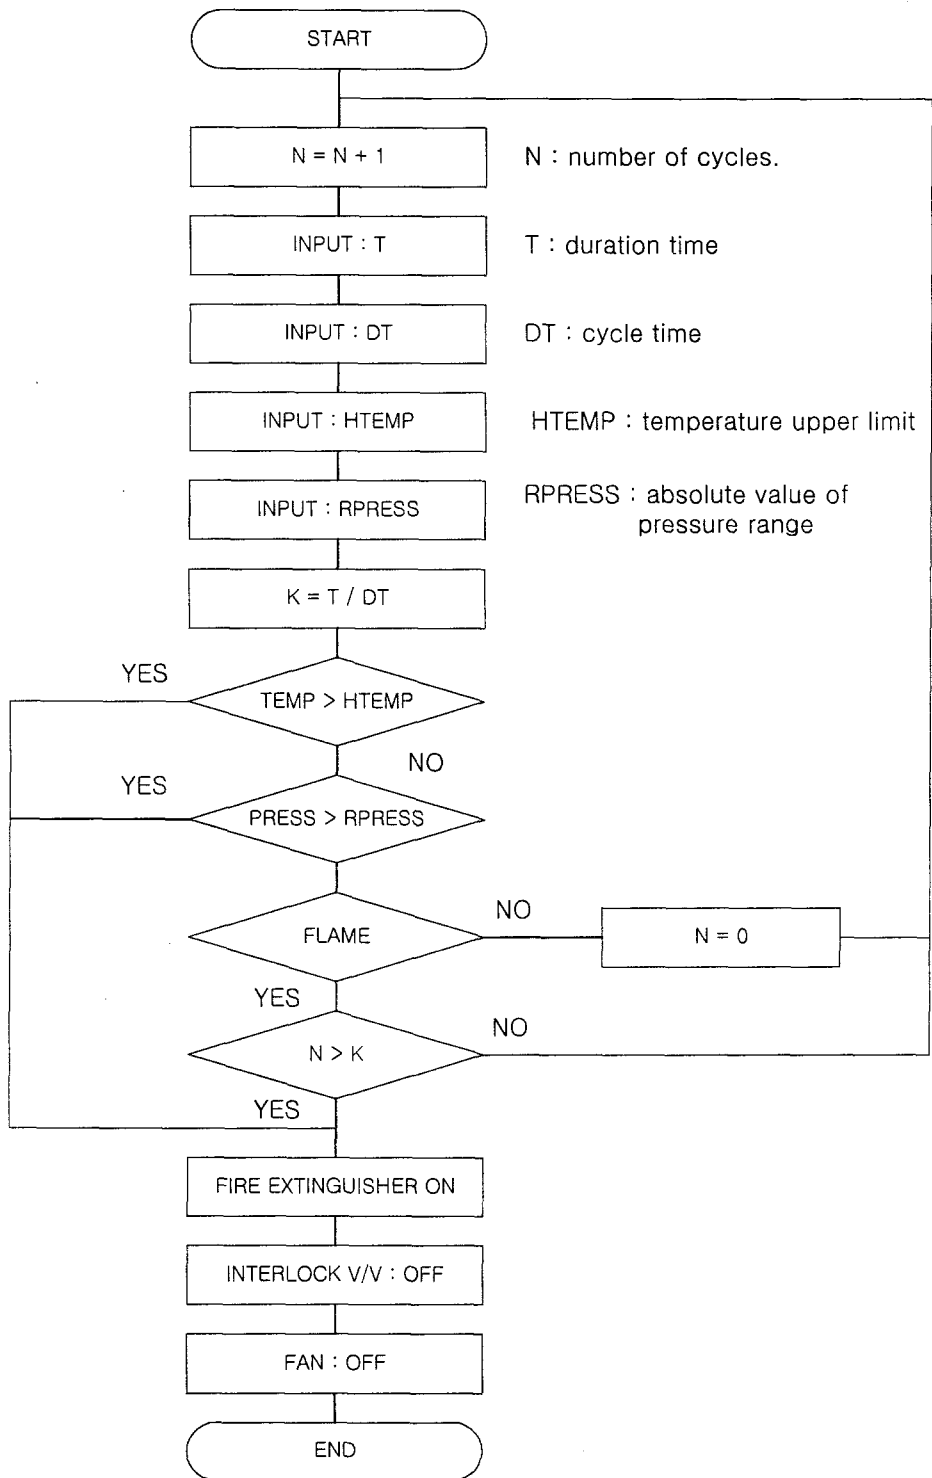 START
N = N + 1
N : number of cycles.
INPUT : T
T : duration time
INPUT : DT
DT : cycle time
INPUT : HTEMP
HTEMP : temperature upper limit
INPUT : RPRESS
RPRESS : absolute value of
pressure range
K = T / DT
YES
TEMP > HTEMP
NO
YES
PRESS > RPRESS
FLAME
NO
N = 0
YES
N > K
NO
YES
FIRE EXTINGUISHER ON
INTERLOCK V/V : OFF
FAN : OFF
END